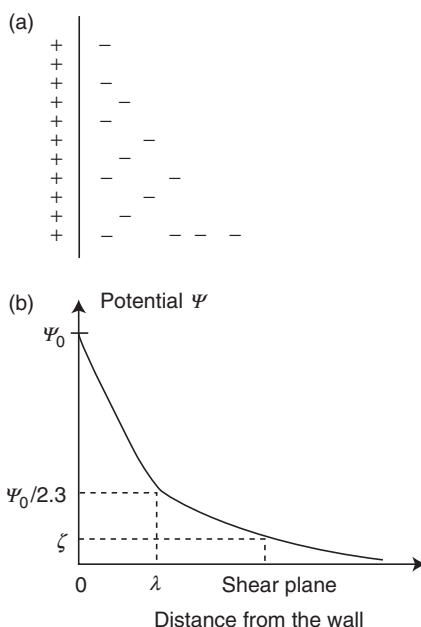 (a)
+ −
+
+ −
+ −
+ −
+ −
+ −
+ − −
+ −
+ −
+ − − − −
(b)
Potential Ψ
Ψ₀
Ψ₀/2.3
ζ
0 λ Shear plane
Distance from the wall